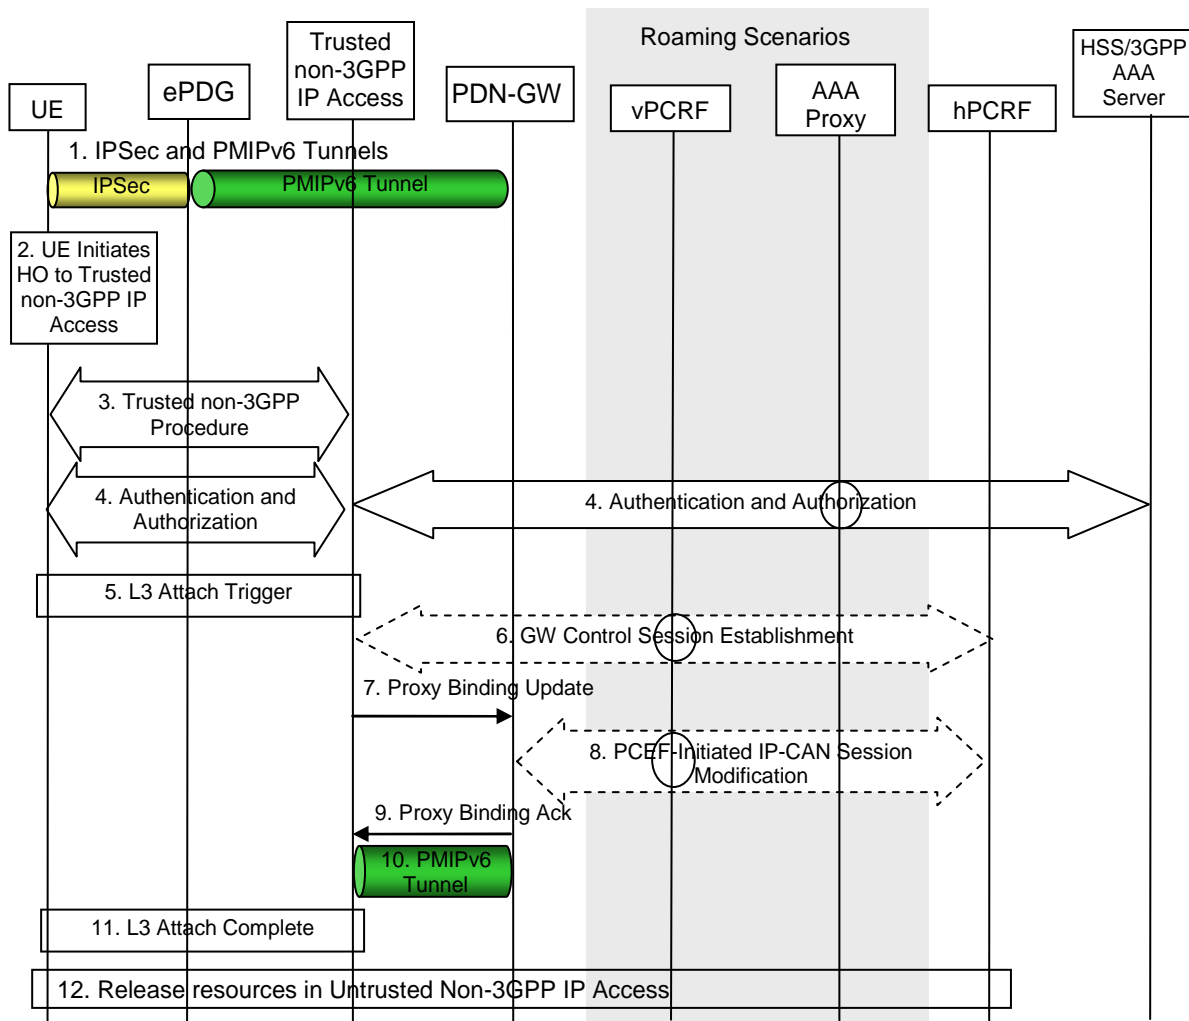 Roaming Scenarios
UE
ePDG
Trusted
non-3GPP
IP Access
PDN-GW
vPCRF
AAA
Proxy
hPCRF
HSS/3GPP
AAA
Server
1. IPSec and PMIPv6 Tunnels
IPSec
PMIPv6 Tunnel
2. UE Initiates
HO to Trusted
non-3GPP IP
Access
3. Trusted non-3GPP
Procedure
4. Authentication and
Authorization
4. Authentication and Authorization
5. L3 Attach Trigger
6. GW Control Session Establishment
7. Proxy Binding Update
8. PCEF-Initiated IP-CAN Session
Modification
9. Proxy Binding Ack
10. PMIPv6
Tunnel
11. L3 Attach Complete
12. Release resources in Untrusted Non-3GPP IP Access